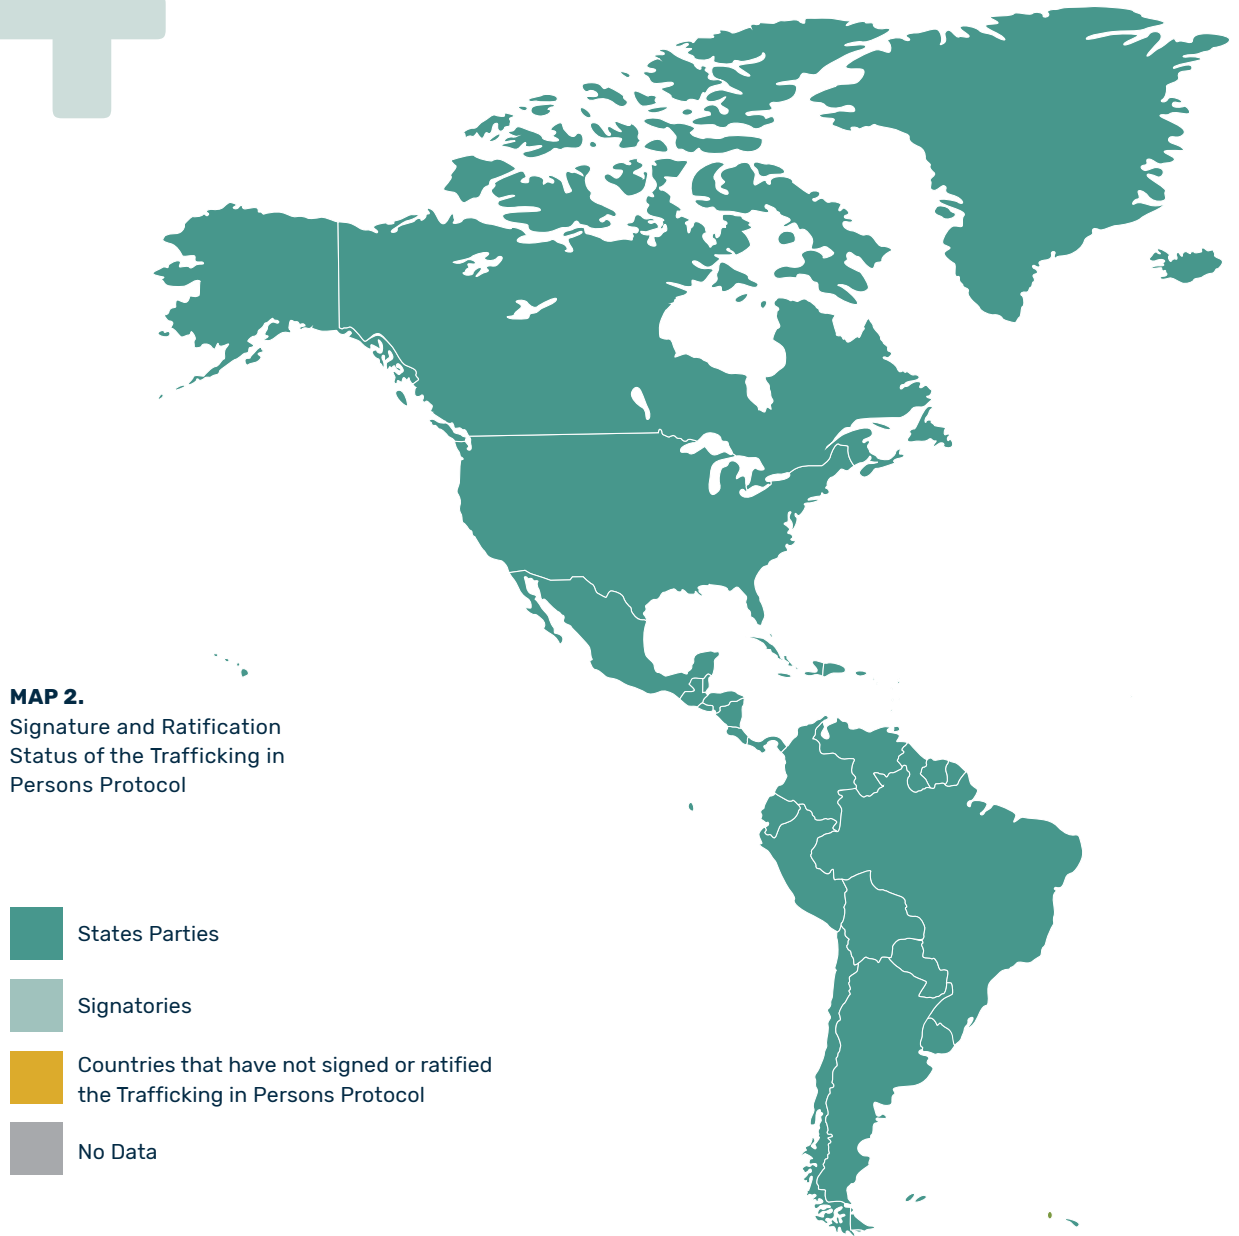 MAP 2.
Signature and Ratification
Status of the Trafficking in
Persons Protocol
States Parties
Signatories
Countries that have not signed or ratified
the Trafficking in Persons Protocol
No Data